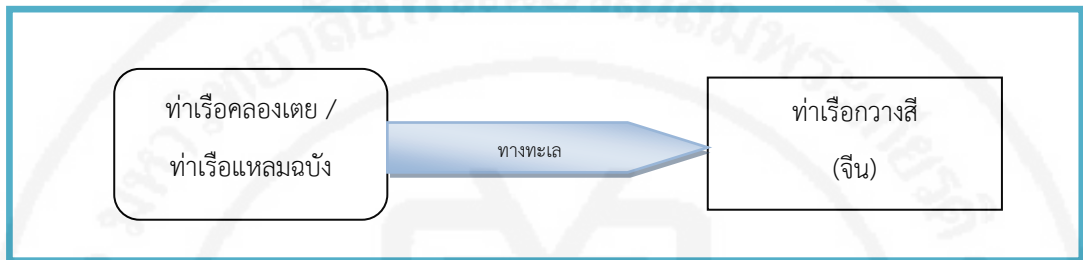 ท่าเรือคลองเตย /
ท่าเรือแหลมฉบัง
ทางทะเล
ท่าเรือกวางสี
(จีน)